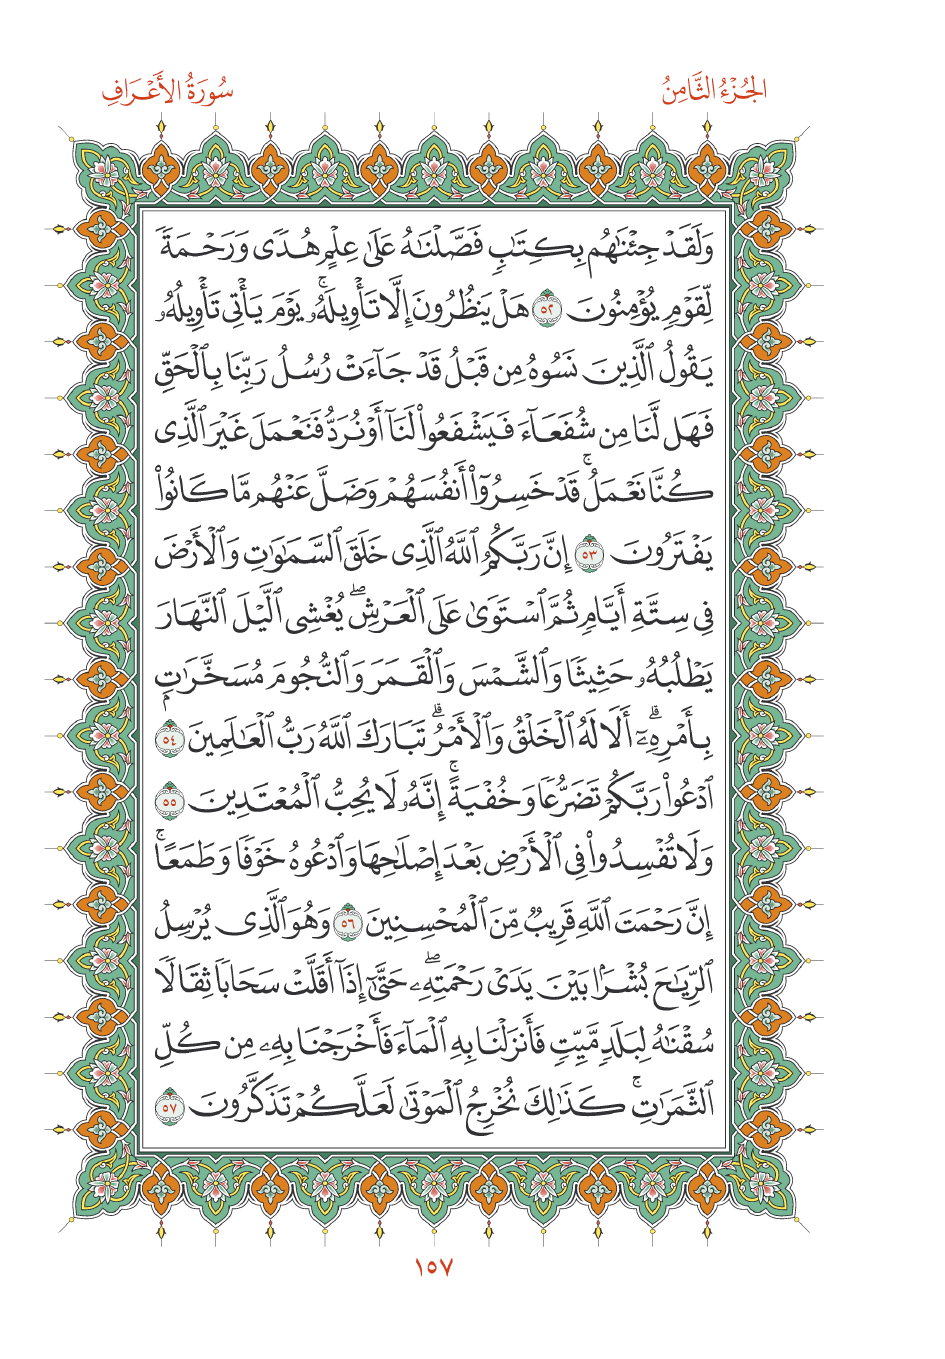 الجُزْءُ الثَّامِنُ
سُورَةُ الأَعْرَافِ
وَلَقَدْ جِئْنَٰهُم بِكِتَٰبٖ فَصَّلْنَٰهُ عَلَىٰ عِلْمٍ هُدٗى وَرَحْمَةٗ
لِّقَوْمٖ يُؤْمِنُونَ ٥٢ هَلْ يَنظُرُونَ إِلَّا تَأْوِيلَهُۥۚ يَوْمَ يَأْتِي تَأْوِيلُهُۥ
يَقُولُ ٱلَّذِينَ نَسُوهُ مِن قَبْلُ قَدْ جَآءَتْ رُسُلُ رَبِّنَا بِٱلْحَقِّ
فَهَل لَّنَا مِن شُفَعَآءَ فَيَشْفَعُوا۟ لَنَآ أَوْ نُرَدُّ فَنَعْمَلَ غَيْرَ ٱلَّذِي
كُنَّا نَعْمَلُۚ قَدْ خَسِرُوٓا۟ أَنفُسَهُمْ وَضَلَّ عَنْهُم مَّا كَانُوا۟
يَفْتَرُونَ ٥٣ إِنَّ رَبَّكُمُ ٱللَّهُ ٱلَّذِي خَلَقَ ٱلسَّمَٰوَٰتِ وَٱلْأَرْضَ
فِي سِتَّةِ أَيَّامٖ ثُمَّ ٱسْتَوَىٰ عَلَى ٱلْعَرْشِۖ يُغْشِي ٱلَّيْلَ ٱلنَّهَارَ
يَطْلُبُهُۥ حَثِيثٗا وَٱلشَّمْسَ وَٱلْقَمَرَ وَٱلنُّجُومَ مُسَخَّرَٰتِۭ
بِأَمْرِهِۦٓۗ أَلَا لَهُ ٱلْخَلْقُ وَٱلْأَمْرُۗ تَبَارَكَ ٱللَّهُ رَبُّ ٱلْعَٰلَمِينَ ٥٤
ٱدْعُوا۟ رَبَّكُمْ تَضَرُّعٗا وَخُفْيَةًۚ إِنَّهُۥ لَا يُحِبُّ ٱلْمُعْتَدِينَ ٥٥
وَلَا تُفْسِدُوا۟ فِي ٱلْأَرْضِ بَعْدَ إِصْلَٰحِهَا وَٱدْعُوهُ خَوْفٗا وَطَمَعًاۚ
إِنَّ رَحْمَتَ ٱللَّهِ قَرِيبٞ مِّنَ ٱلْمُحْسِنِينَ ٥٦ وَهُوَ ٱلَّذِي يُرْسِلُ
ٱلرِّيَٰحَ بُشْرَۢا بَيْنَ يَدَيْ رَحْمَتِهِۦۖ حَتَّىٰٓ إِذَآ أَقَلَّتْ سَحَابٗا ثِقَالٗا
سُقْنَٰهُ لِبَلَدٖ مَّيِّتٖ فَأَنزَلْنَا بِهِ ٱلْمَآءَ فَأَخْرَجْنَا بِهِۦ مِن كُلِّ
ٱلثَّمَرَٰتِۚ كَذَٰلِكَ نُخْرِجُ ٱلْمَوْتَىٰ لَعَلَّكُمْ تَذَكَّرُونَ ٥٧
١٥٧